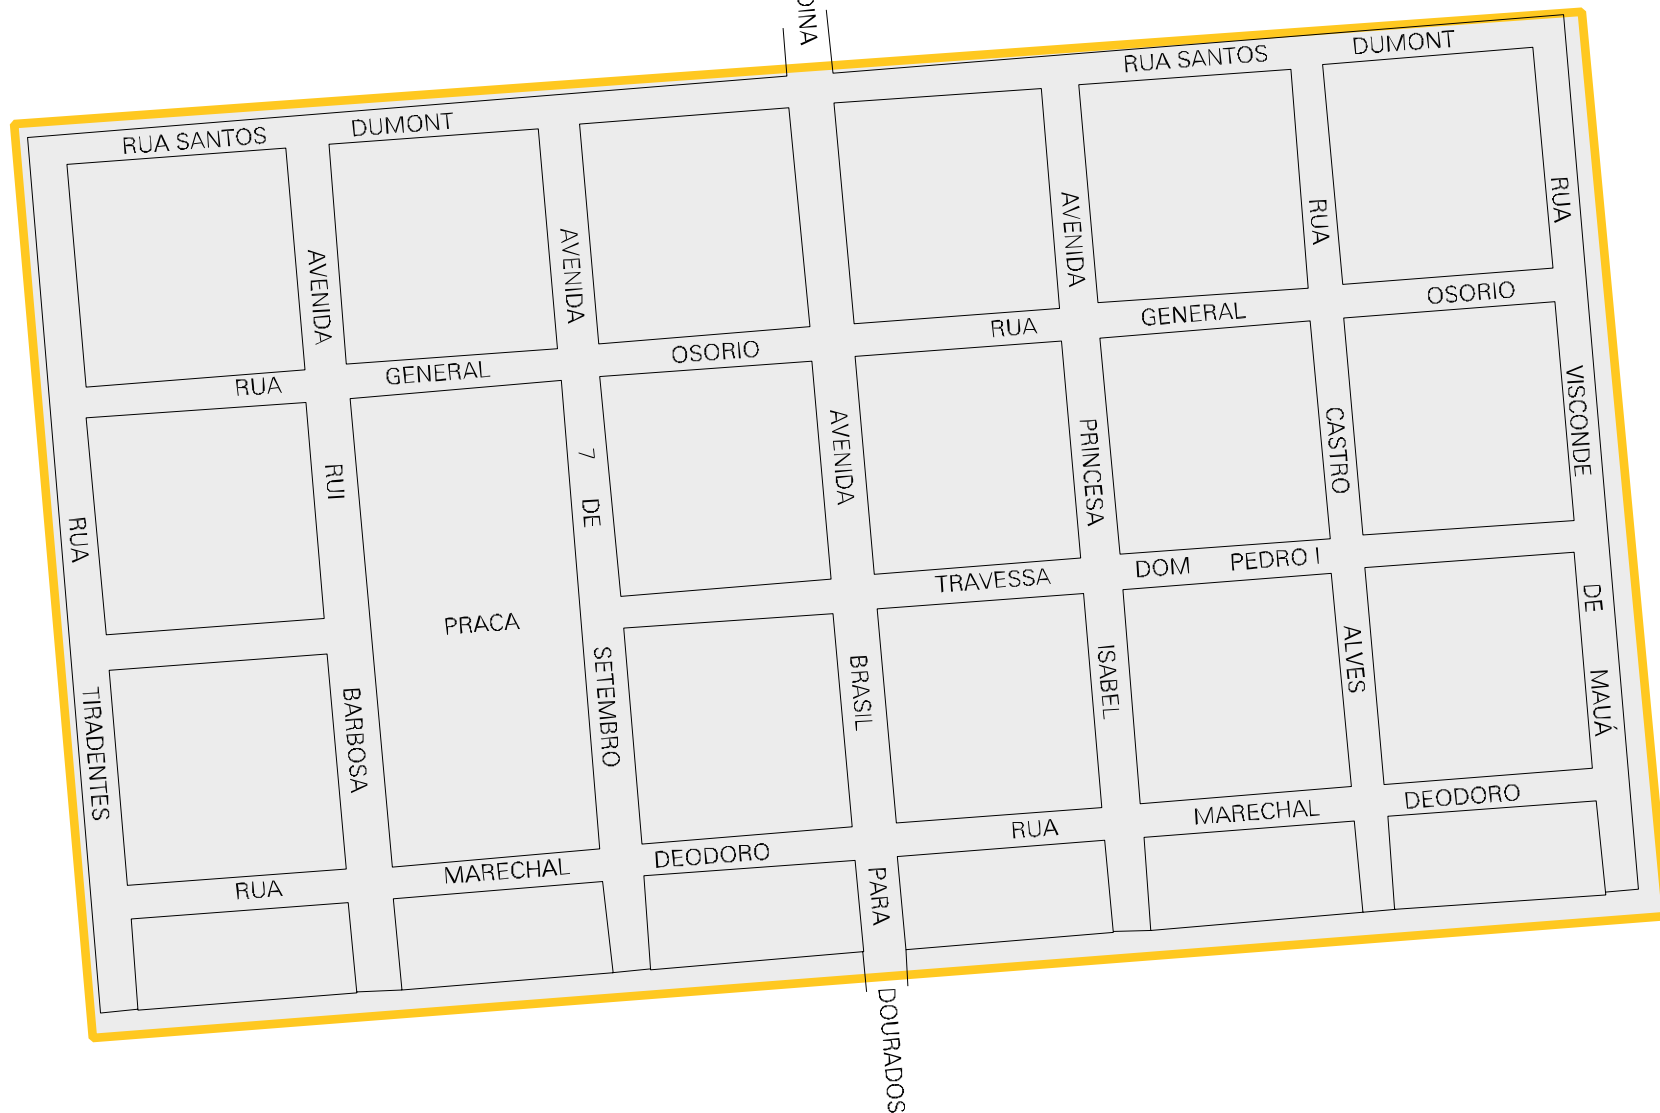 RUA SANTOS DUMONT
RUA SANTOS DUMONT
AVENIDA
AVENIDA
AVENIDA
RUA
RUA
RUA GENERAL OSORIO
RUA GENERAL OSORIO
RUA
TIRADENTES
RUI
BARBOSA
PRACA
7 DE
SETEMBRO
AVENIDA
BRASIL
PRINCESA
ISABEL
CASTRO
ALVES
VISCONDE
DE
MAUÁ
TRAVESSA DOM PEDRO I
RUA MARECHAL DEODORO
RUA MARECHAL DEODORO
PARA
DOURADOS